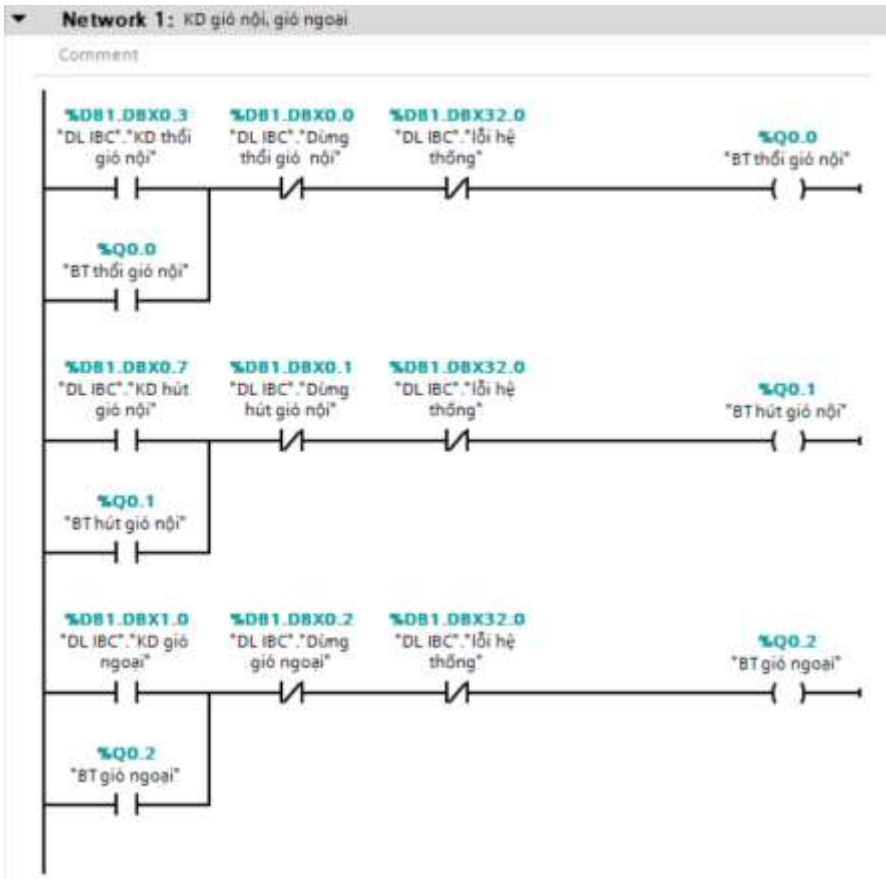 Network 1: KD gió nội, gió ngoại
Comment
%DB1.DBX0.3 %DB1.DBX0.0 %DB1.DBX32.0
"DL IBC"."KD thổi "DL IBC"."Dừng "DL IBC"."lỗi hệ %Q0.0
gió nội" thổi gió nội" thống" "BT thổi gió nội"
%Q0.0
"BT thổi gió nội"
%DB1.DBX0.7 %DB1.DBX0.1 %DB1.DBX32.0
"DL IBC"."KD hút "DL IBC"."Dừng "DL IBC"."lỗi hệ %Q0.1
gió nội" hút gió nội" thống" "BT hút gió nội"
%Q0.1
"BT hút gió nội"
%DB1.DBX1.0 %DB1.DBX0.2 %DB1.DBX32.0
"DL IBC"."KD gió "DL IBC"."Dừng "DL IBC"."lỗi hệ %Q0.2
ngoại" gió ngoại" thống" "BT gió ngoại"
%Q0.2
"BT gió ngoại"